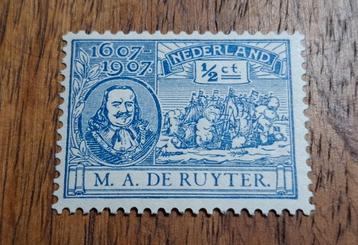 1607-
1907.
NEDERLAND
½ ct
M. A. DE RUYTER.